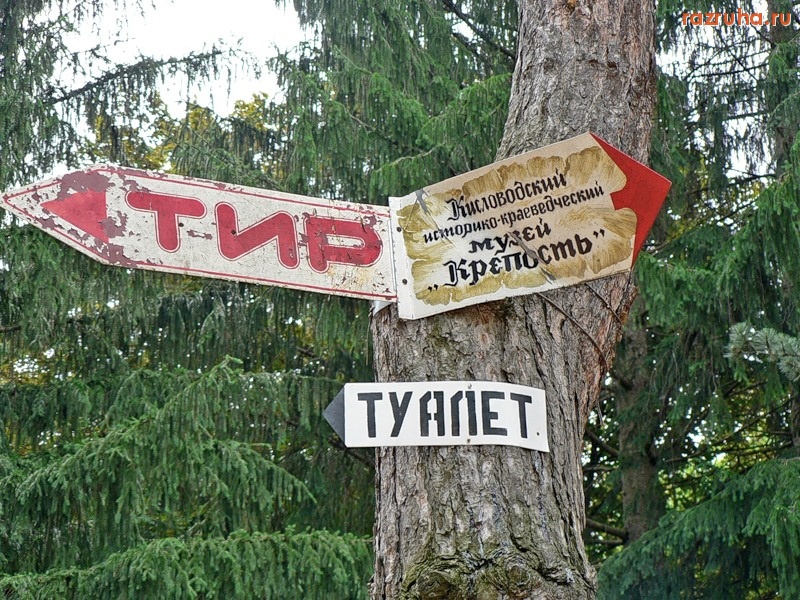 razruha.ru
ТИР
Кисловодский
историко-краеведческий
музей
„Крепость”
ТУАЛЕТ.